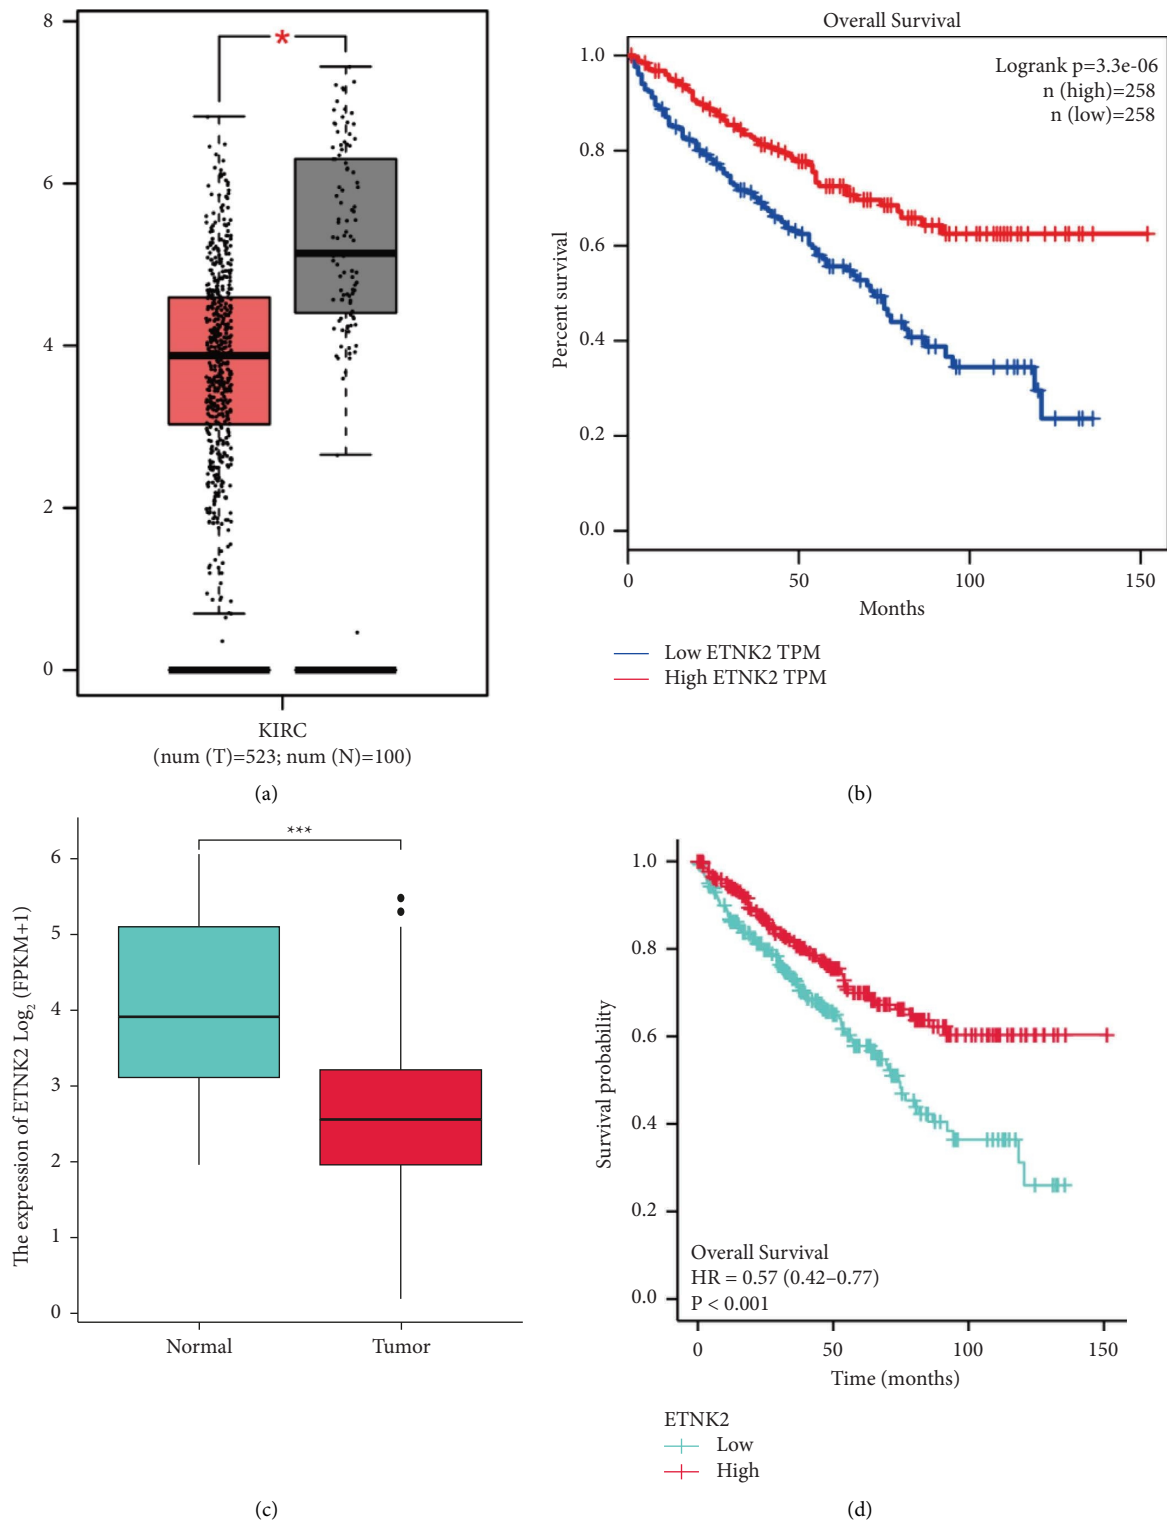 8
6
4
2
0
*
KIRC
(num (T)=523; num (N)=100)
(a)
Overall Survival
Logrank p=3.3e-06
n (high)=258
n (low)=258
Percent survival
1.0
0.8
0.6
0.4
0.2
0.0
0 50 100 150
Months
Low ETNK2 TPM
High ETNK2 TPM
(b)
The expression of ETNK2 Log₂ (FPKM+1)
6
5
4
3
2
1
0
***
Normal Tumor
(c)
Survival probability
1.0
0.8
0.6
0.4
0.2
0.0
Overall Survival
HR = 0.57 (0.42–0.77)
P < 0.001
0 50 100 150
Time (months)
ETNK2
Low
High
(d)